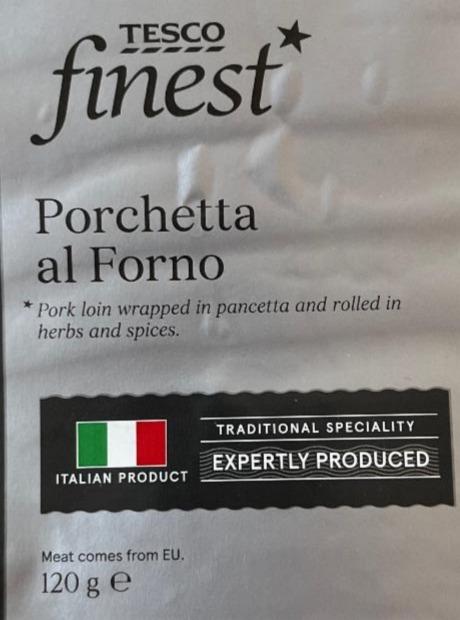 TESCO
finest*
Porchetta
al Forno
* Pork loin wrapped in pancetta and rolled in
herbs and spices.
TRADITIONAL SPECIALITY
EXPERTLY PRODUCED
ITALIAN PRODUCT
Meat comes from EU.
120 g ℮